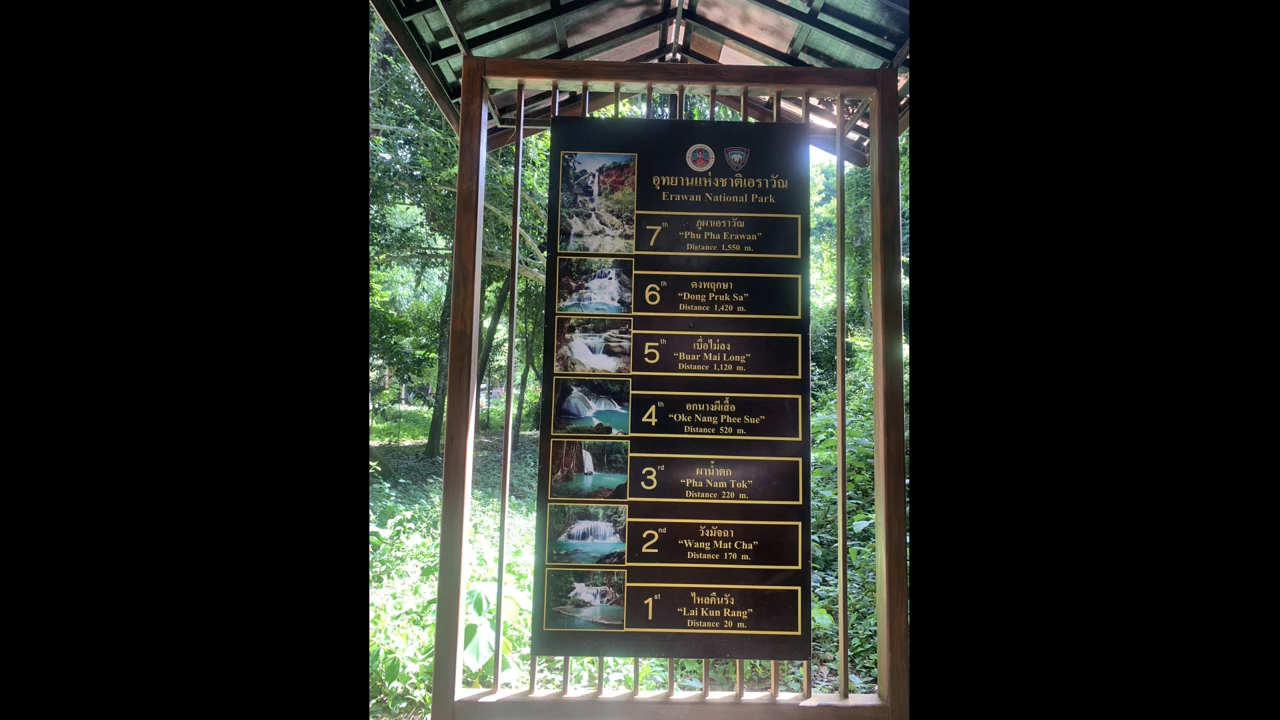 อุทยานแห่งชาติเอราวัณ
Erawan National Park
7th
ภูผาเอราวัณ
“Phu Pha Erawan”
Distance 1,550 m.
6th
ดงพฤกษา
“Dong Pruk Sa”
Distance 1,420 m.
5th
เบื่อไม่ลง
“Buar Mai Long”
Distance 1,120 m.
4th
อกนางผีเสื้อ
“Oke Nang Phee Sue”
Distance 520 m.
3rd
ผาน้ำตก
“Pha Nam Tok”
Distance 220 m.
2nd
วังมัจฉา
“Wang Mat Cha”
Distance 170 m.
1st
ไหลคืนรัง
“Lai Kun Rang”
Distance 20 m.